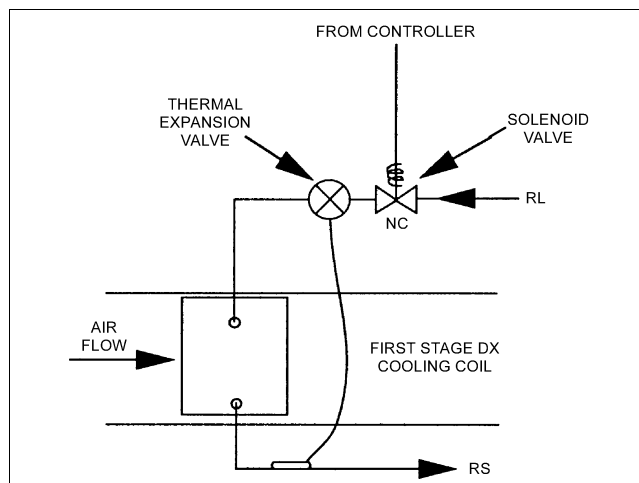 FROM CONTROLLER
THERMAL
EXPANSION
VALVE
SOLENOID
VALVE
RL
NC
AIR
FLOW
FIRST STAGE DX
COOLING COIL
RS